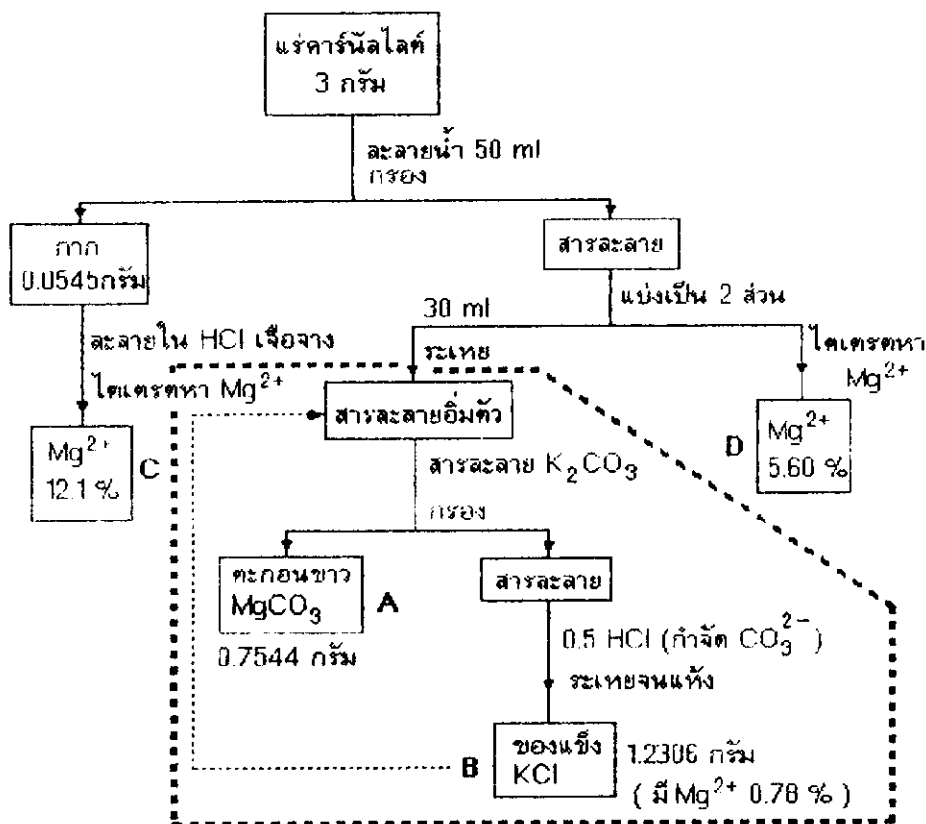 แร่คาร์นัลไลต์
3 กรัม
ละลายน้ำ 50 ml
กรอง
กาก
0.0545กรัม
สารละลาย
แบ่งเป็น 2 ส่วน
30 ml
ระเหย
ละลายใน HCl เจือจาง
ไตเตรตหา Mg²⁺
ไตเตรตหา
Mg²⁺
สารละลายอิ่มตัว
Mg²⁺
12.1 %
C
D
Mg²⁺
5.60 %
สารละลาย K₂CO₃
กรอง
ตะกอนขาว
MgCO₃
A
0.7544 กรัม
สารละลาย
0.5 HCl (กำจัด CO₃²⁻)
ระเหยจนแห้ง
B
ของแข็ง
KCl
1.2306 กรัม
( มี Mg²⁺ 0.78 % )